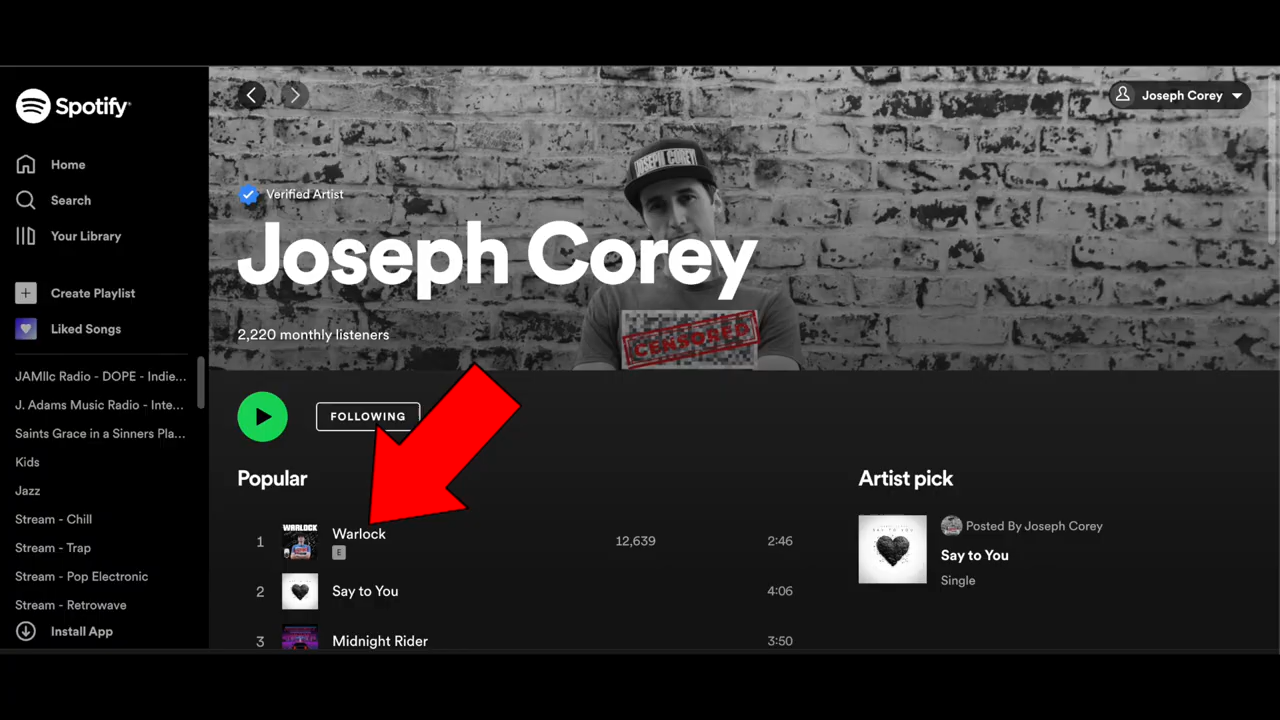 Spotify
Home
Search
Your Library
Create Playlist
Liked Songs
JAMllc Radio - DOPE - Indie...
J. Adams Music Radio - Inte...
Saints Grace in a Sinners Pla...
Kids
Jazz
Stream - Chill
Stream - Trap
Stream - Pop Electronic
Stream - Retrowave
Install App
Joseph Corey
JOSEPH COREY
Verified Artist
Joseph Corey
2,220 monthly listeners
CENSORED
FOLLOWING
Popular
1 WARLOCK Warlock 12,639 2:46
E
2 Say to You 4:06
3 Midnight Rider 3:50
Artist pick
Posted By Joseph Corey
SAY TO YOU
Say to You
Single